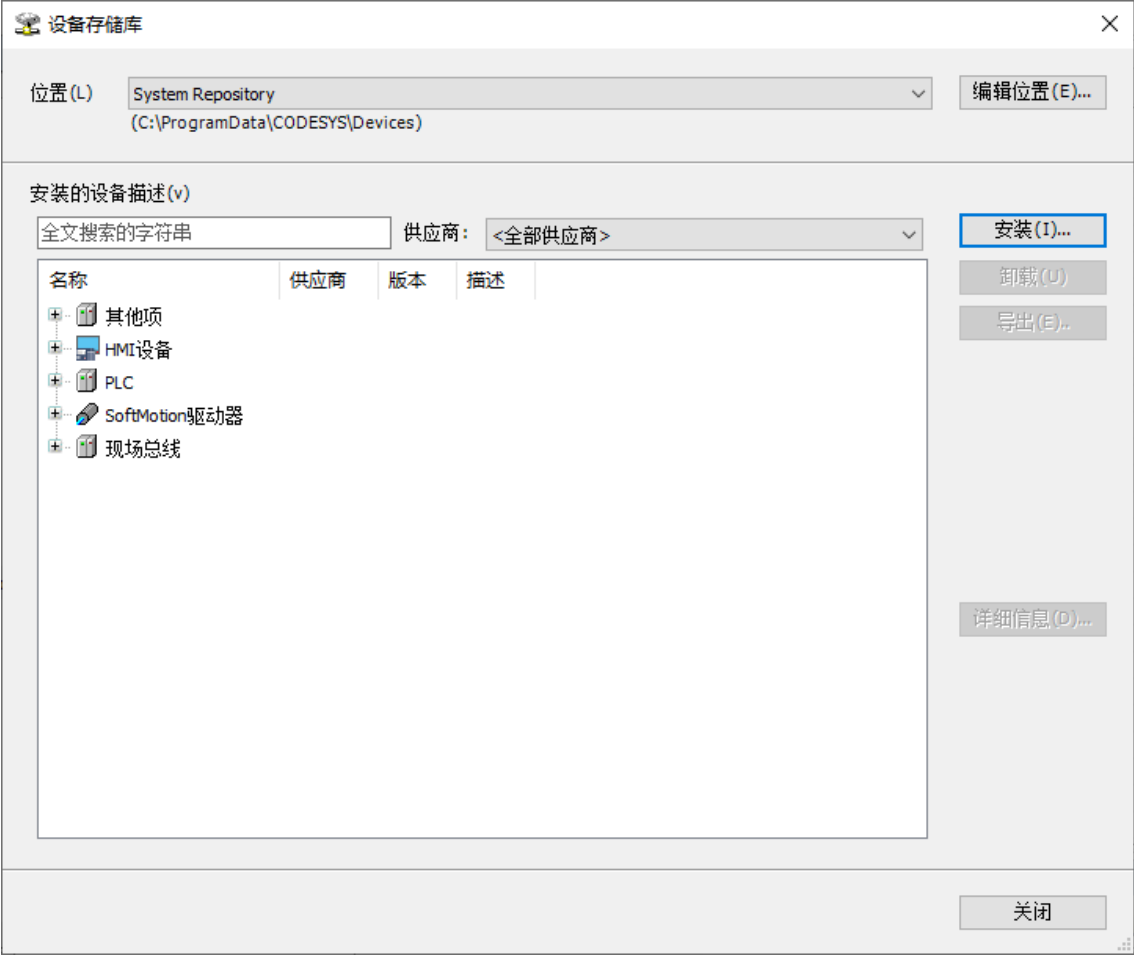 设备存储库
位置(L) System Repository 编辑位置(E)...
(C:\ProgramData\CODESYS\Devices)
安装的设备描述(v)
全文搜索的字符串 供应商: <全部供应商> 安装(I)...
名称 供应商 版本 描述 卸载(U)
其他项 导出(E)..
HMI设备
PLC
SoftMotion驱动器
现场总线
详细信息(D)...
关闭